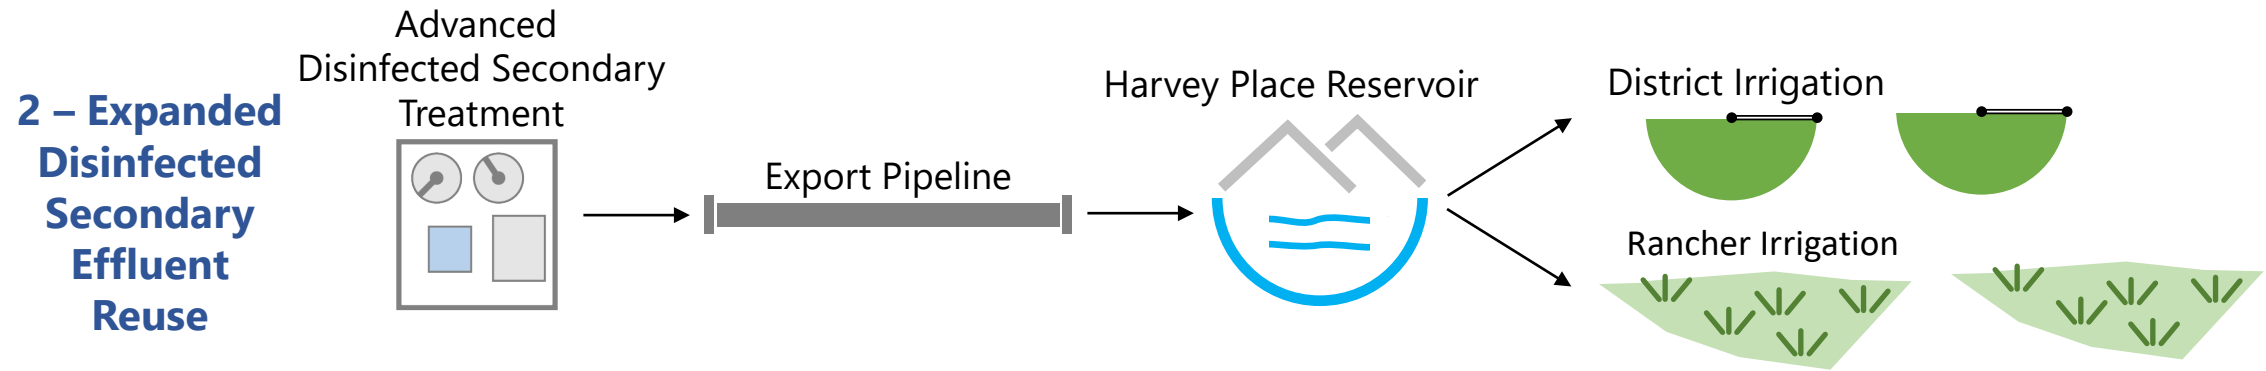 2 – Expanded
Disinfected
Secondary
Effluent
Reuse
Advanced
Disinfected Secondary
Treatment
Export Pipeline
Harvey Place Reservoir
District Irrigation
Rancher Irrigation